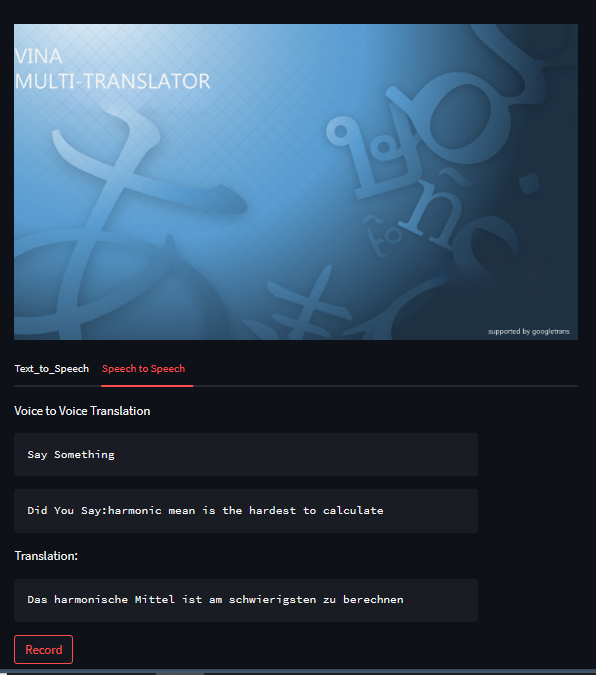 VINA
MULTI-TRANSLATOR
supported by googletrans
Text_to_Speech
Speech to Speech
Voice to Voice Translation
Say Something
Did You Say:harmonic mean is the hardest to calculate
Translation:
Das harmonische Mittel ist am schwierigsten zu berechnen
Record